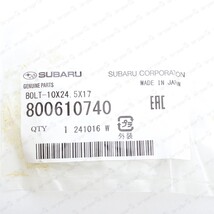 SUBARU
SUBARU CORPORATION
GENUINE PARTS
MADE IN JAPAN
BOLT-10X24.5X17
800610740
EAC
QTY 1 241016 W
外装